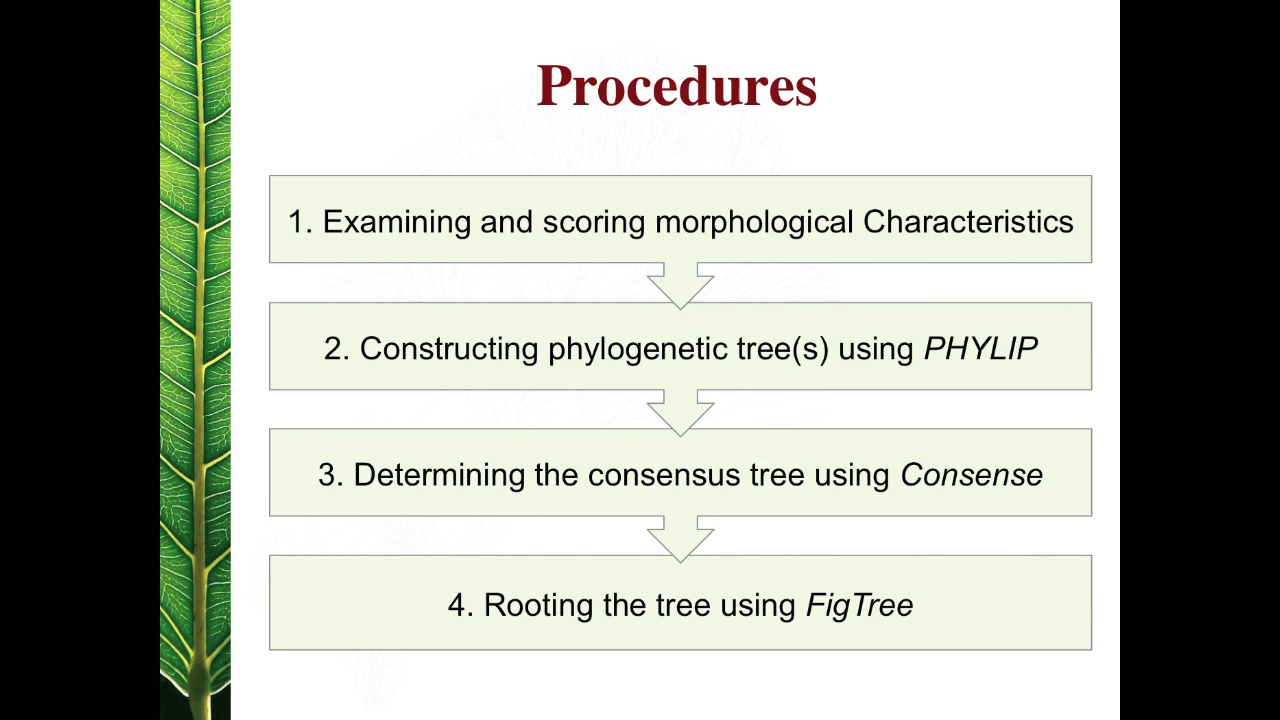 Procedures
1. Examining and scoring morphological Characteristics
2. Constructing phylogenetic tree(s) using PHYLIP
3. Determining the consensus tree using Consense
4. Rooting the tree using FigTree